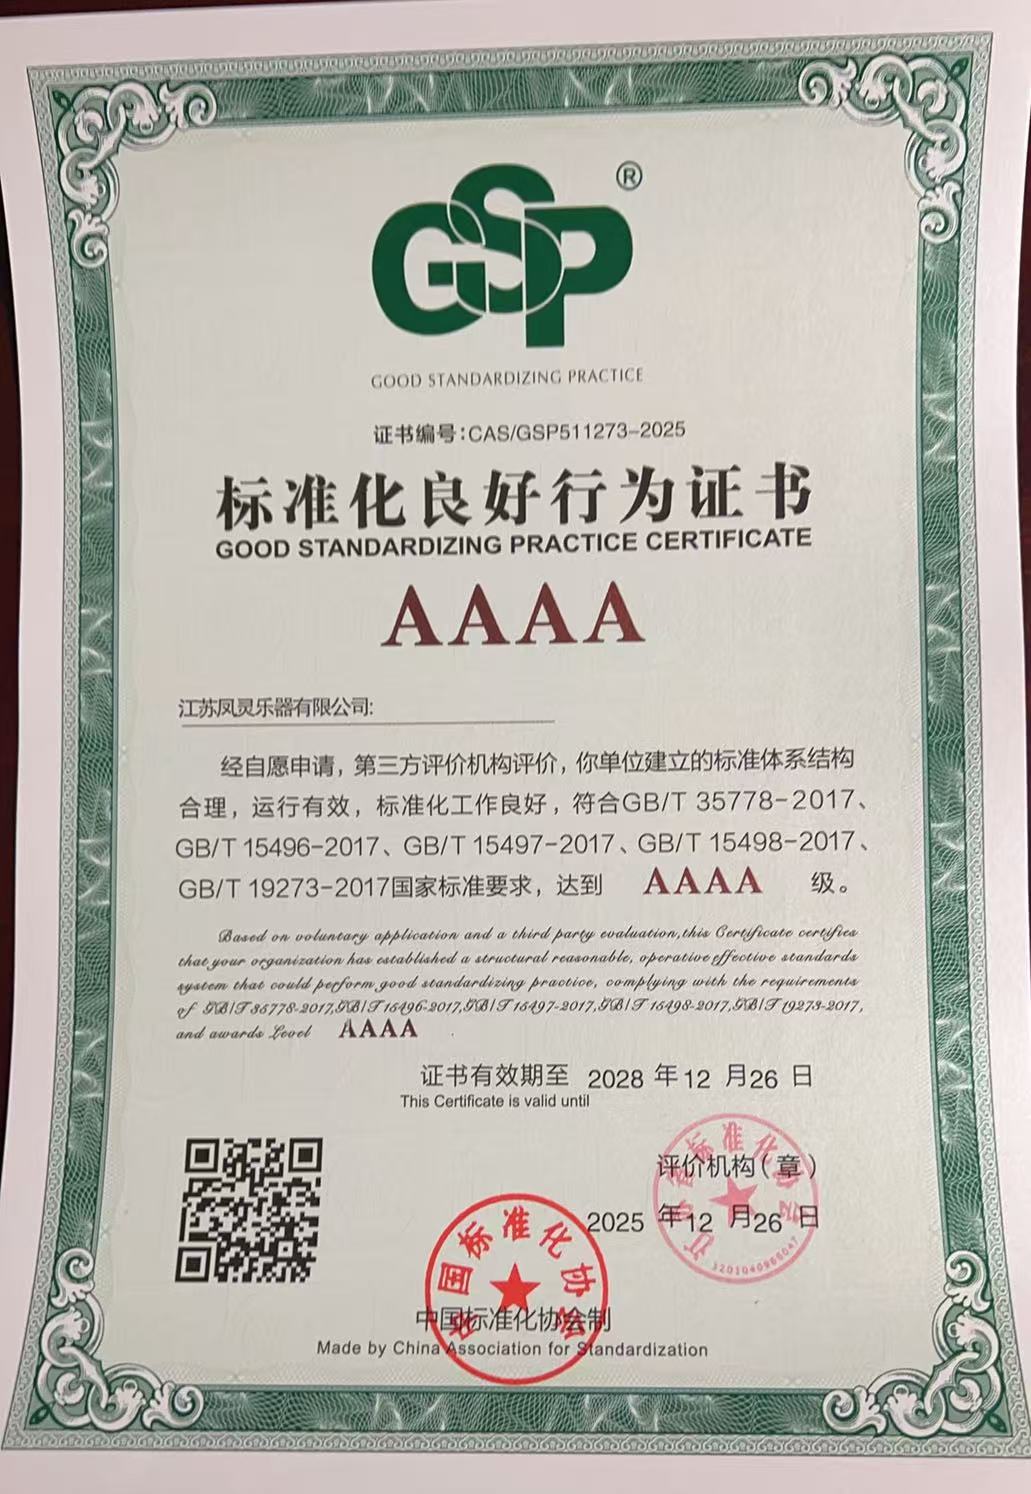 GSP®
GOOD STANDARDIZING PRACTICE
证书编号：CAS/GSP511273-2025
标准化良好行为证书
GOOD STANDARDIZING PRACTICE CERTIFICATE
AAAA
江苏凤灵乐器有限公司:
经自愿申请，第三方评价机构评价，你单位建立的标准体系结构
合理，运行有效，标准化工作良好，符合GB/T 35778-2017、
GB/T 15496-2017、GB/T 15497-2017、GB/T 15498-2017、
GB/T 19273-2017国家标准要求，达到 AAAA 级。
Based on voluntary application and a third party evaluation,this Certificate certifies
that your organization has established a structural reasonable, operative effective standards
system that could perform good standardizing practice, complying with the requirements
of GB/T 35778-2017,GB/T 15496-2017,GB/T 15497-2017,GB/T 15498-2017,GB/T 19273-2017,
and awards Level AAAA
证书有效期至 2028 年 12 月 26 日
This Certificate is valid until
评价机构（章）
2025 年 12 月 26 日
江苏省标准化协会
中国标准化协会
中国标准化协会制
Made by China Association for Standardization